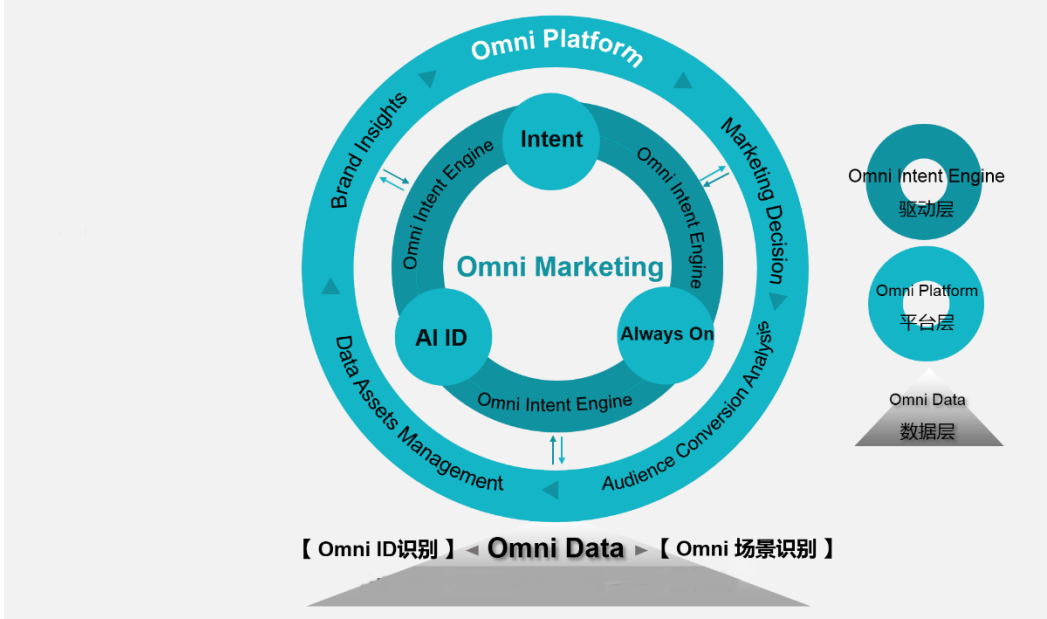 Omni Platform
Brand Insights
Marketing Decision
Intent
Omni Intent Engine
Omni Intent Engine
Omni Marketing
AI ID
Always On
Omni Intent Engine
Data Assets Management
Audience Conversion Analysis
【 Omni ID识别 】 Omni Data 【 Omni 场景识别 】
Omni Intent Engine
驱动层
Omni Platform
平台层
Omni Data
数据层